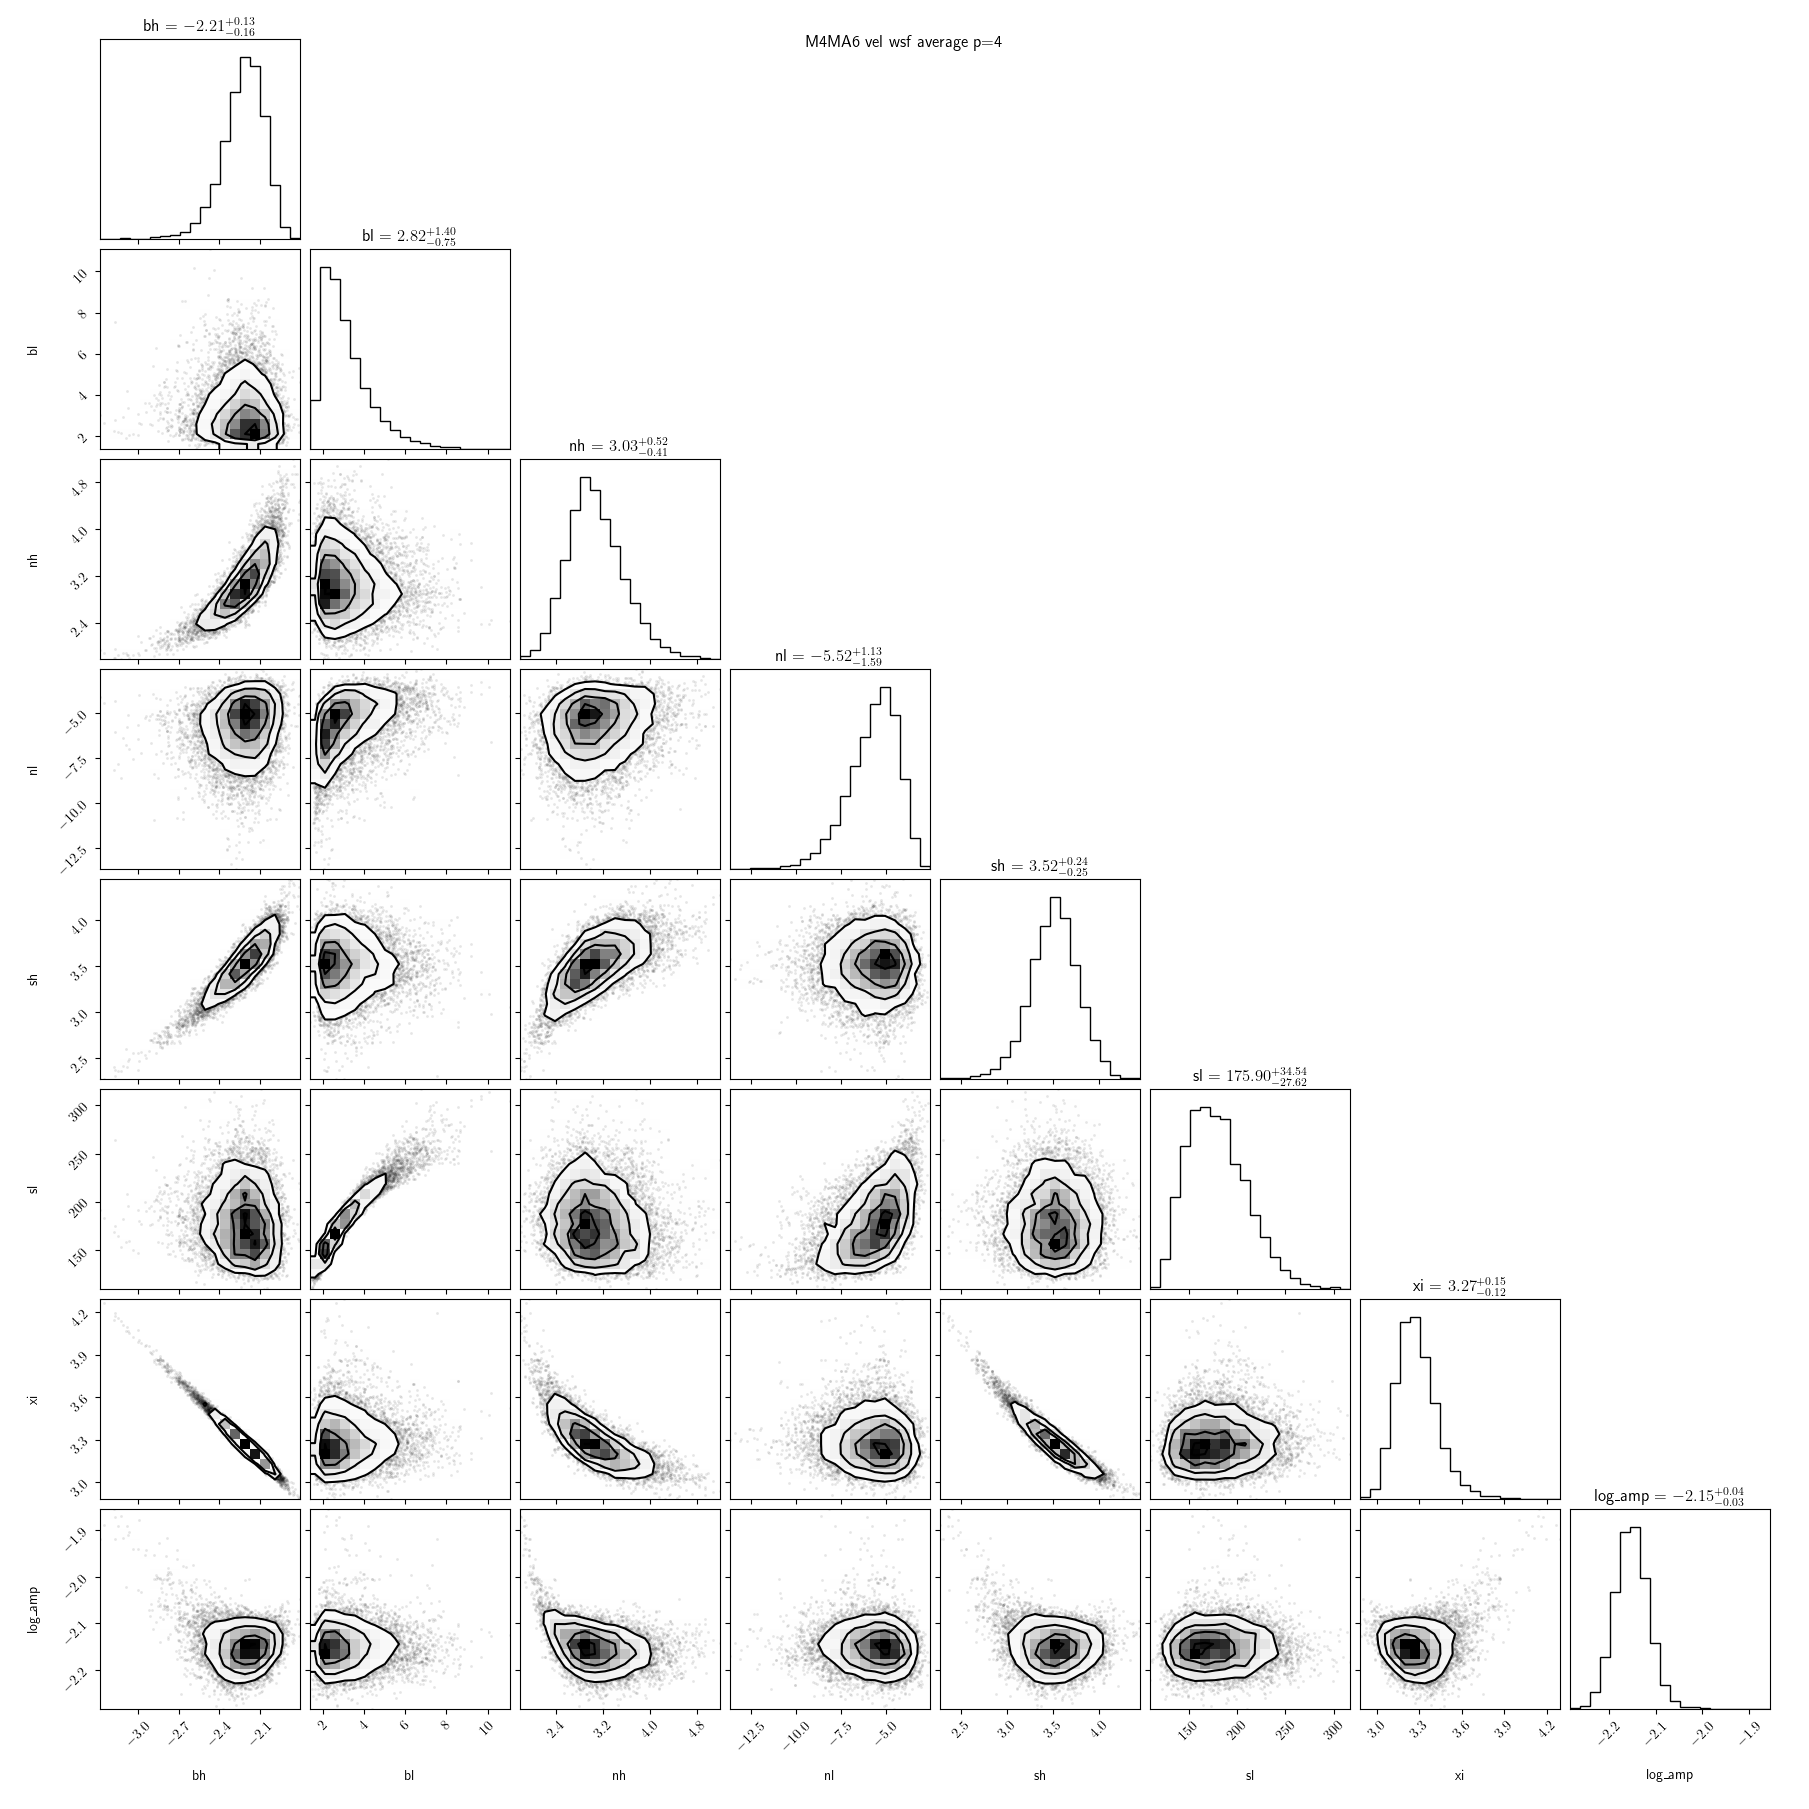 M4MA6 vel wsf average p=4
bh = −2.21 +0.13 −0.16
bl = 2.82 +1.40 −0.75
10 8 6 4 2
bl
nh = 3.03 +0.52 −0.41
4.8 4.0 3.2 2.4
nh
nl = −5.52 +1.13 −1.59
−5.0 −7.5 −10.0 −12.5
nl
sh = 3.52 +0.24 −0.25
4.0 3.5 3.0 2.5
sh
sl = 175.90 +34.54 −27.62
300 250 200 150
sl
xi = 3.27 +0.15 −0.12
4.2 3.9 3.6 3.3 3.0
xi
log_amp = −2.15 +0.04 −0.03
−1.9 −2.0 −2.1 −2.2
log_amp
−3.0 −2.7 −2.4 −2.1 2 4 6 8 10 2.4 3.2 4.0 4.8 −12.5 −10.0 −7.5 −5.0 2.5 3.0 3.5 4.0 150 200 250 300 3.0 3.3 3.6 3.9 4.2 −2.2 −2.1 −2.0 −1.9
bh bl nh nl sh sl xi log_amp